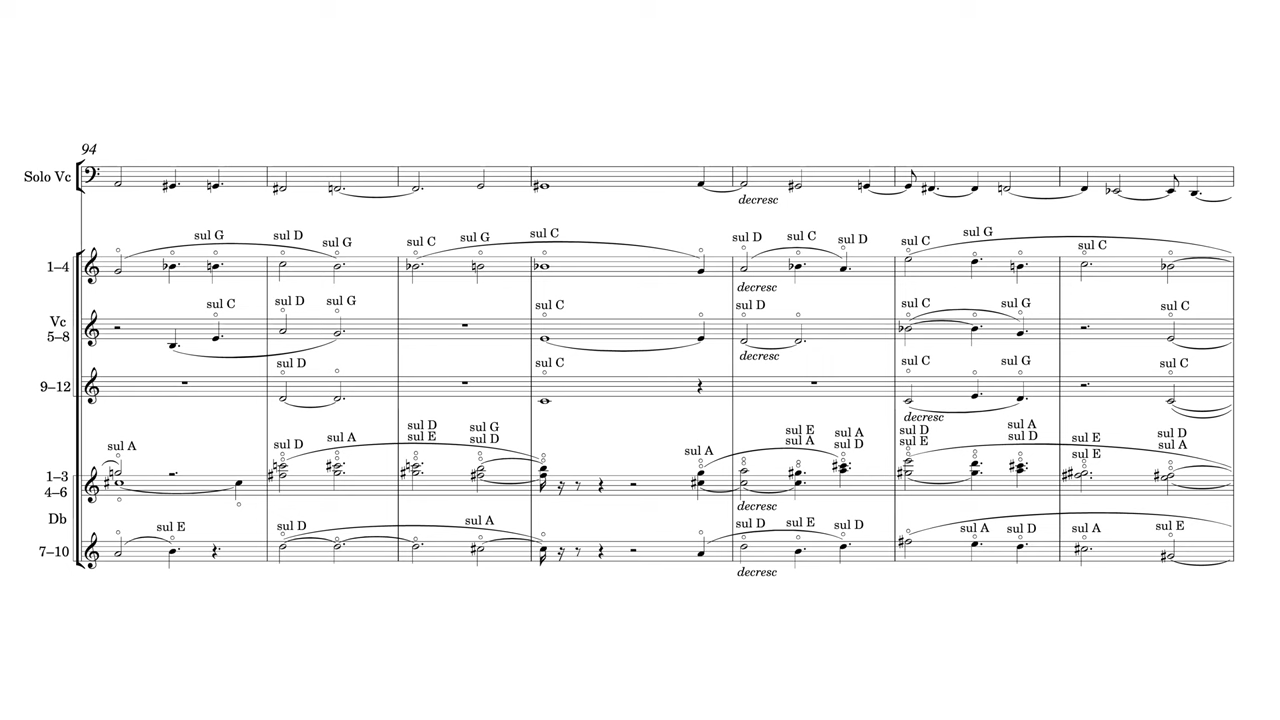 94
Solo Vc
decresc
sul G sul D sul G sul C sul G sul C sul D sul C sul D sul C sul G sul C
1–4
decresc
sul C sul D sul G sul C sul D sul C sul G sul C
Vc
5–8
decresc
sul D sul C sul C sul G sul C
9–12
decresc
sul D sul G sul E sul A sul D sul A sul D
sul A sul D sul A sul E sul D sul A sul A sul D sul E sul D sul E sul A
sul E
1–3
4–6
decresc
Db
sul E sul D sul A sul D sul E sul D sul A sul D sul A sul E
7–10
decresc